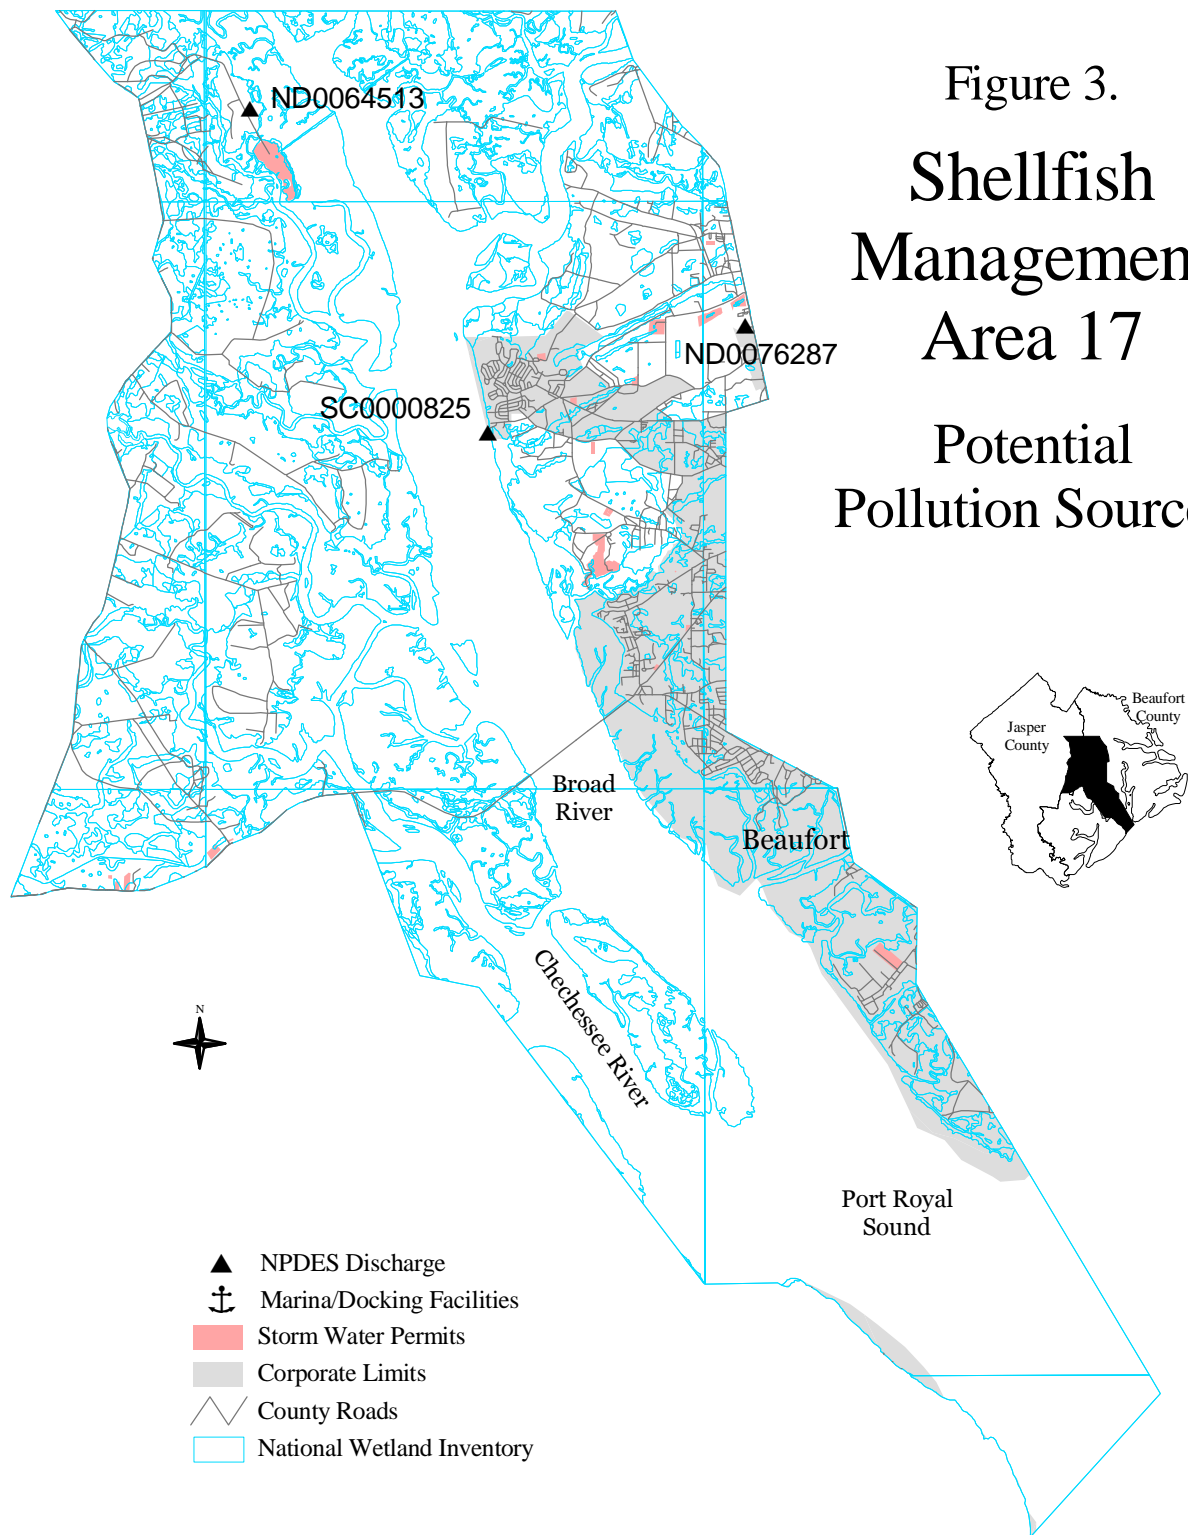 Figure 3.
Shellfish
Managemen
Area 17
Potential
Pollution Source
ND0064513
ND0076287
SC0000825
Jasper
County
Beaufort
County
Broad
River
Beaufort
Chechessee River
N
Port Royal
Sound
NPDES Discharge
Marina/Docking Facilities
Storm Water Permits
Corporate Limits
County Roads
National Wetland Inventory